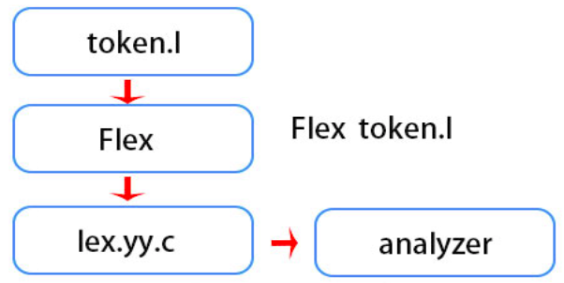 token.l
Flex
Flex token.l
lex.yy.c
analyzer